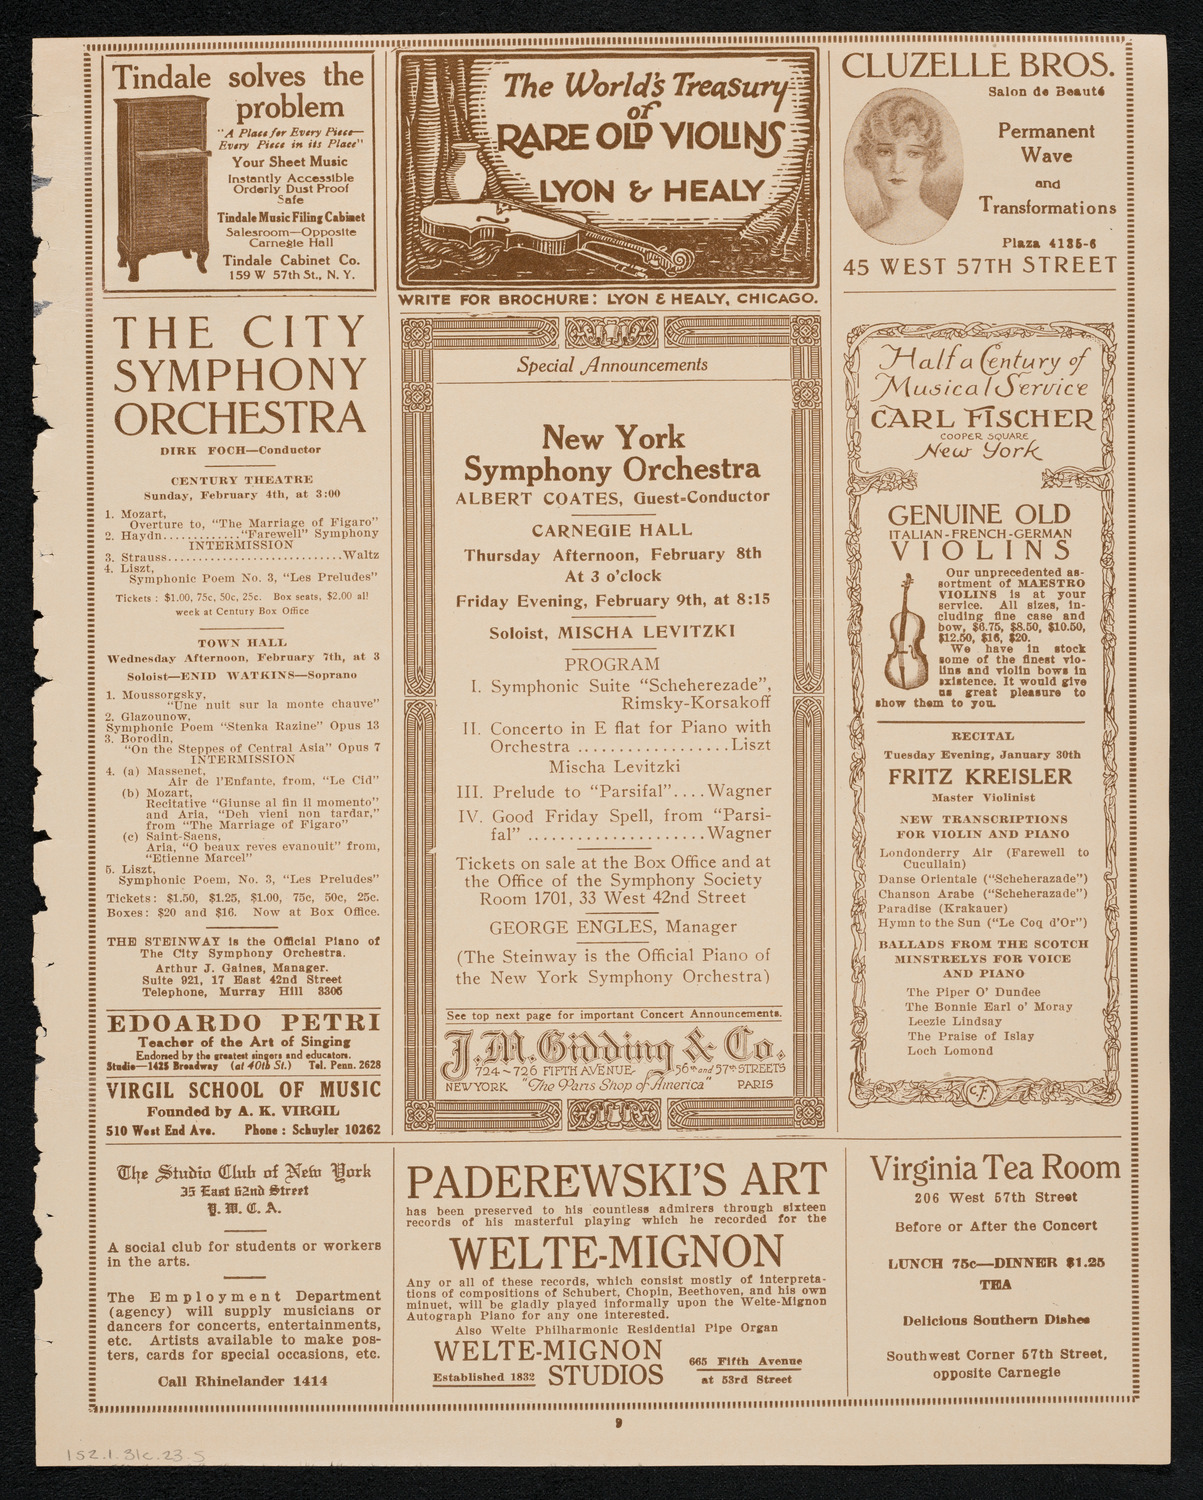 Tindale solves the
problem
"A Place for Every Piece—
Every Piece in its Place"
Your Sheet Music
Instantly Accessible
Orderly Dust Proof
Safe
Tindale Music Filing Cabinet
Salesroom—Opposite
Carnegie Hall
Tindale Cabinet Co.
159 W 57th St., N. Y.
The World's Treasury
of
RARE OLD VIOLINS
LYON & HEALY
WRITE FOR BROCHURE: LYON & HEALY, CHICAGO.
CLUZELLE BROS.
Salon de Beauté
Permanent
Wave
and
Transformations
Plaza 4135-6
45 WEST 57TH STREET
THE CITY
SYMPHONY
ORCHESTRA
DIRK FOCH—Conductor
CENTURY THEATRE
Sunday, February 4th, at 3:00
1. Mozart,
Overture to, "The Marriage of Figaro"
2. Haydn............"Farewell" Symphony
INTERMISSION
3. Strauss............................Waltz
4. Liszt,
Symphonic Poem No. 3, "Les Preludes"
Tickets : $1.00, 75c, 50c, 25c. Box seats, $2.00 all
week at Century Box Office
TOWN HALL
Wednesday Afternoon, February 7th, at 3
Soloist—ENID WATKINS—Soprano
1. Moussorgsky,
"Une nuit sur la monte chauve"
2. Glazounow,
Symphonic Poem "Stenka Razine" Opus 13
3. Borodin,
"On the Steppes of Central Asia" Opus 7
INTERMISSION
4. (a) Massenet,
Air de l'Enfante, from, "Le Cid"
(b) Mozart,
Recitative "Giunse al fin il momento"
and Aria, "Deh vieni non tardar,"
from "The Marriage of Figaro"
(c) Saint-Saens,
Aria, "O beaux reves evanouit" from,
"Etienne Marcel"
5. Liszt,
Symphonic Poem, No. 3, "Les Preludes"
Tickets: $1.50, $1.25, $1.00, 75c, 50c, 25c.
Boxes: $20 and $16. Now at Box Office.
THE STEINWAY is the Official Piano of
The City Symphony Orchestra.
Arthur J. Gaines, Manager.
Suite 921, 17 East 42nd Street
Telephone, Murray Hill 3305
EDOARDO PETRI
Teacher of the Art of Singing
Endorsed by the greatest singers and educators.
Studio—1425 Broadway (at 40th St.) Tel. Penn. 2628
VIRGIL SCHOOL OF MUSIC
Founded by A. K. VIRGIL
510 West End Ave. Phone : Schuyler 10262
Special Announcements
New York
Symphony Orchestra
ALBERT COATES, Guest-Conductor
CARNEGIE HALL
Thursday Afternoon, February 8th
At 3 o'clock
Friday Evening, February 9th, at 8:15
Soloist, MISCHA LEVITZKI
PROGRAM
I. Symphonic Suite "Scheherezade",
Rimsky-Korsakoff
II. Concerto in E flat for Piano with
Orchestra ..................Liszt
Mischa Levitzki
III. Prelude to "Parsifal"....Wagner
IV. Good Friday Spell, from "Parsi-
fal" .....................Wagner
Tickets on sale at the Box Office and at
the Office of the Symphony Society
Room 1701, 33 West 42nd Street
GEORGE ENGLES, Manager
(The Steinway is the Official Piano of
the New York Symphony Orchestra)
See top next page for important Concert Announcements.
J.M.Gidding & Co.
724~726 FIFTH AVENUE- 56th and 57th STREETS
NEW YORK "The Paris Shop of America" PARIS
Half a Century of
Musical Service
CARL FISCHER
COOPER SQUARE
New York
GENUINE OLD
ITALIAN-FRENCH-GERMAN
VIOLINS
Our unprecedented as-
sortment of MAESTRO
VIOLINS is at your
service. All sizes, in-
cluding fine case and
bow, $6.75, $8.50, $10.50,
$12.50, $16, $20.
We have in stock
some of the finest vio-
lins and violin bows in
existence. It would give
us great pleasure to
show them to you.
RECITAL
Tuesday Evening, January 30th
FRITZ KREISLER
Master Violinist
NEW TRANSCRIPTIONS
FOR VIOLIN AND PIANO
Londonderry Air (Farewell to
Cucullain)
Danse Orientale ("Scheherazade")
Chanson Arabe ("Scheherazade")
Paradise (Krakauer)
Hymn to the Sun ("Le Coq d'Or")
BALLADS FROM THE SCOTCH
MINSTRELYS FOR VOICE
AND PIANO
The Piper O' Dundee
The Bonnie Earl o' Moray
Leezie Lindsay
The Praise of Islay
Loch Lomond
C.F.
The Studio Club of New York
35 East 62nd Street
Y. W. C. A.
A social club for students or workers
in the arts.
The Employment Department
(agency) will supply musicians or
dancers for concerts, entertainments,
etc. Artists available to make pos-
ters, cards for special occasions, etc.
Call Rhinelander 1414
PADEREWSKI'S ART
has been preserved to his countless admirers through sixteen
records of his masterful playing which he recorded for the
WELTE-MIGNON
Any or all of these records, which consist mostly of interpreta-
tions of compositions of Schubert, Chopin, Beethoven, and his own
minuet, will be gladly played informally upon the Welte-Mignon
Autograph Piano for any one interested.
Also Welte Philharmonic Residential Pipe Organ
WELTE-MIGNON
Established 1832 STUDIOS
665 Fifth Avenue
at 53rd Street
Virginia Tea Room
206 West 57th Street
Before or After the Concert
LUNCH 75c—DINNER $1.25
TEA
Delicious Southern Dishes
Southwest Corner 57th Street,
opposite Carnegie
9
152.1.31c.23.5